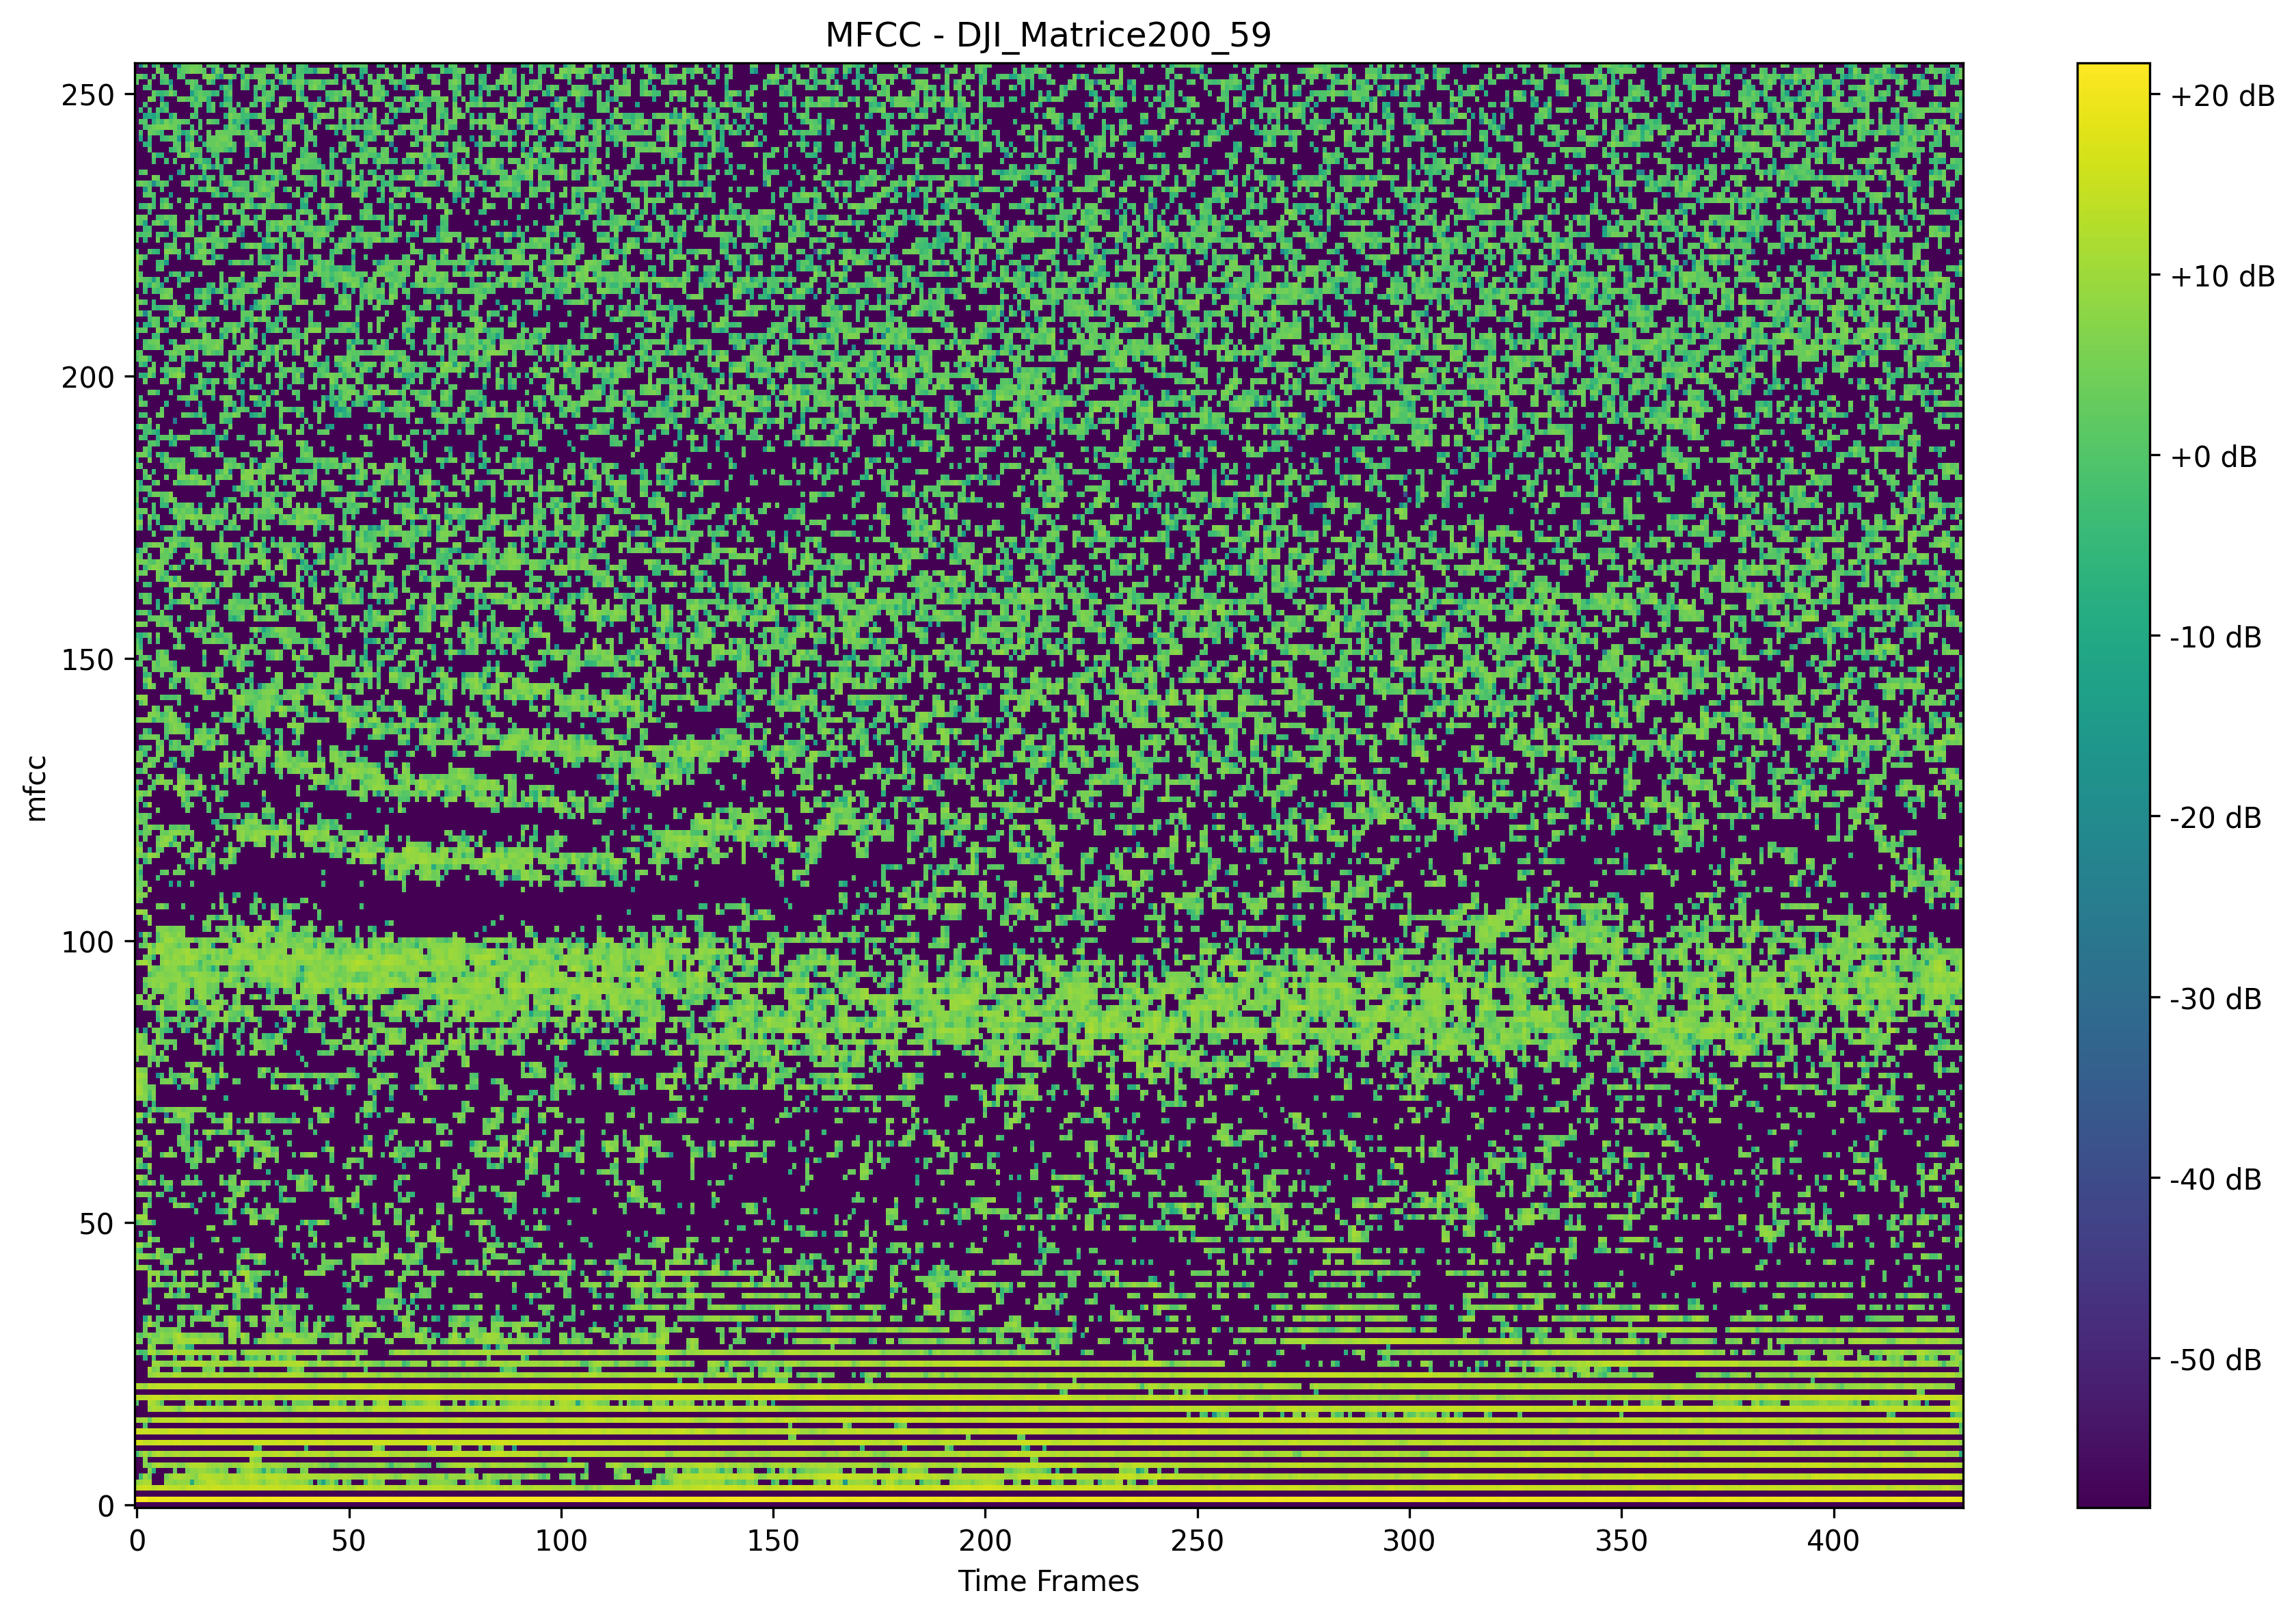 MFCC - DJI_Matrice200_59
mfcc
250
200
150
100
50
0
0 50 100 150 200 250 300 350 400
Time Frames
+20 dB
+10 dB
+0 dB
-10 dB
-20 dB
-30 dB
-40 dB
-50 dB